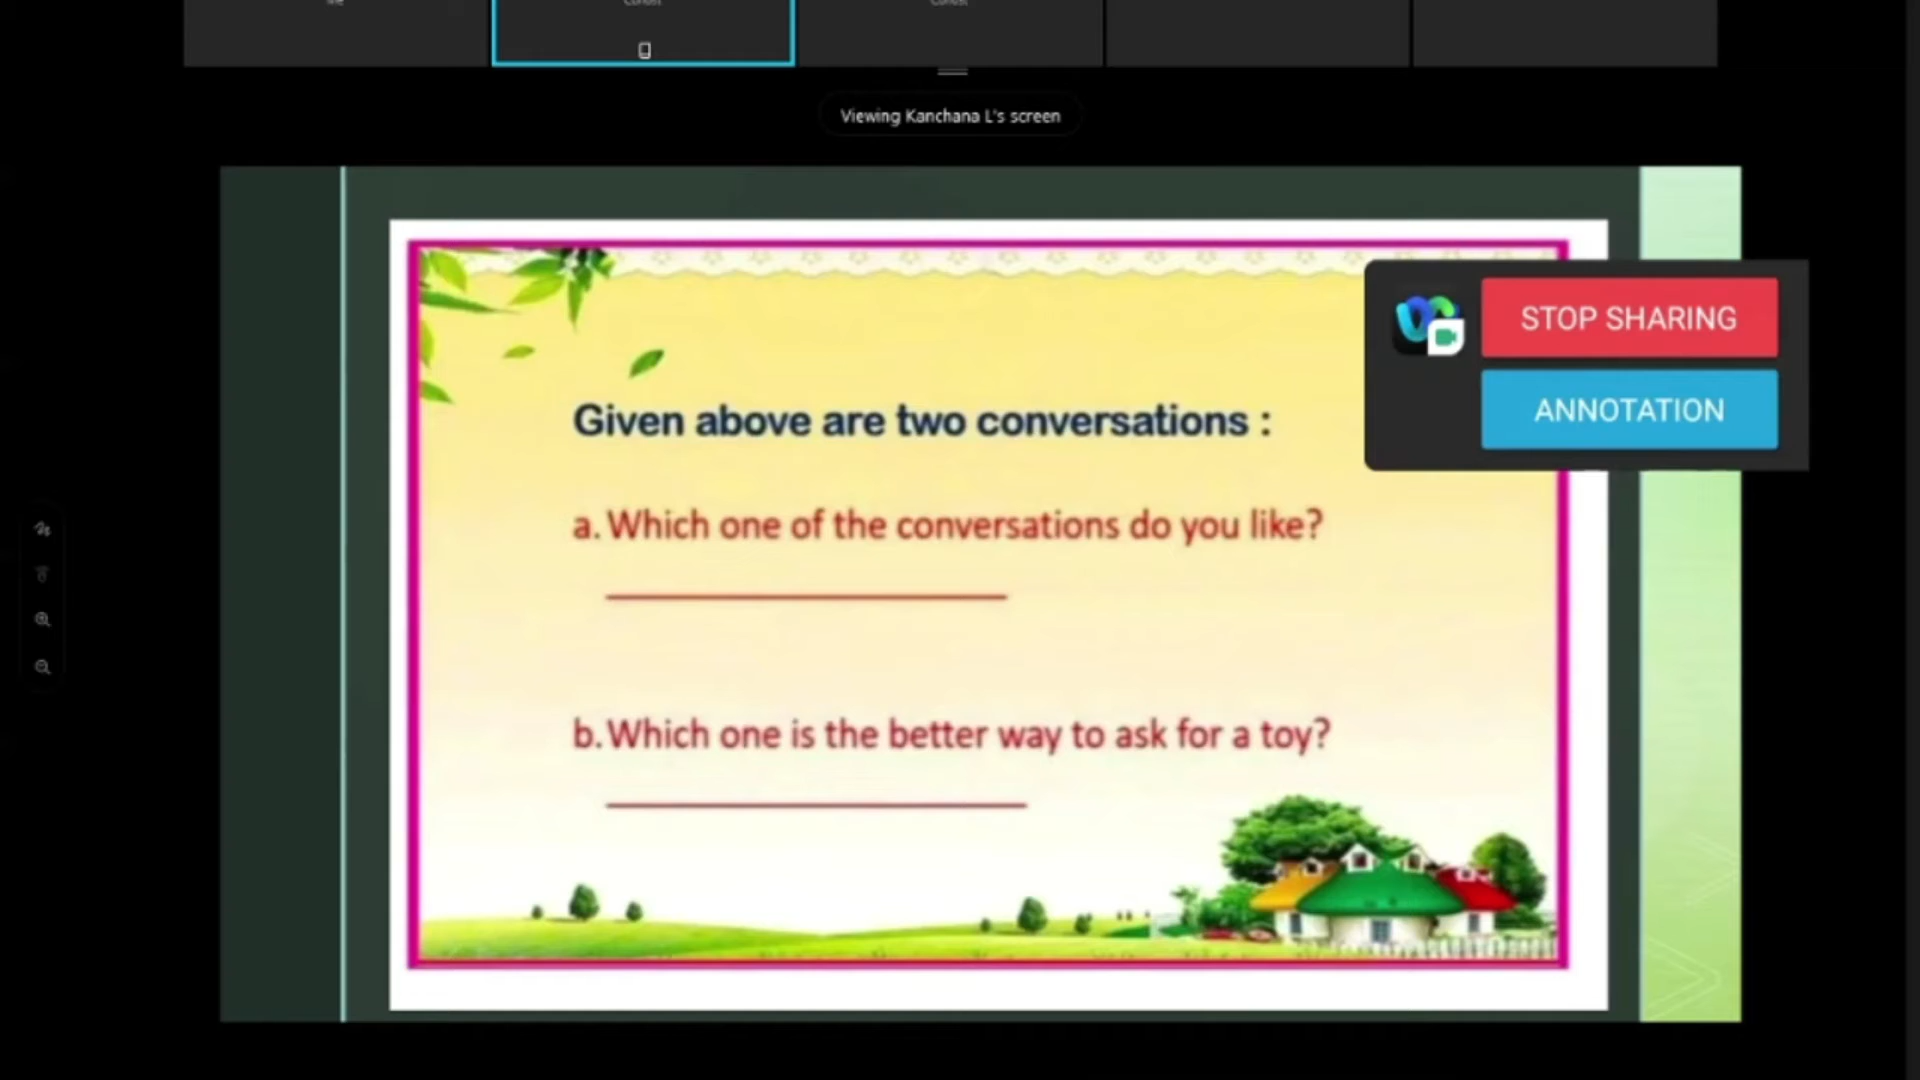 Viewing Kanchana L's screen
STOP SHARING
ANNOTATION
Given above are two conversations :
a. Which one of the conversations do you like?
b. Which one is the better way to ask for a toy?